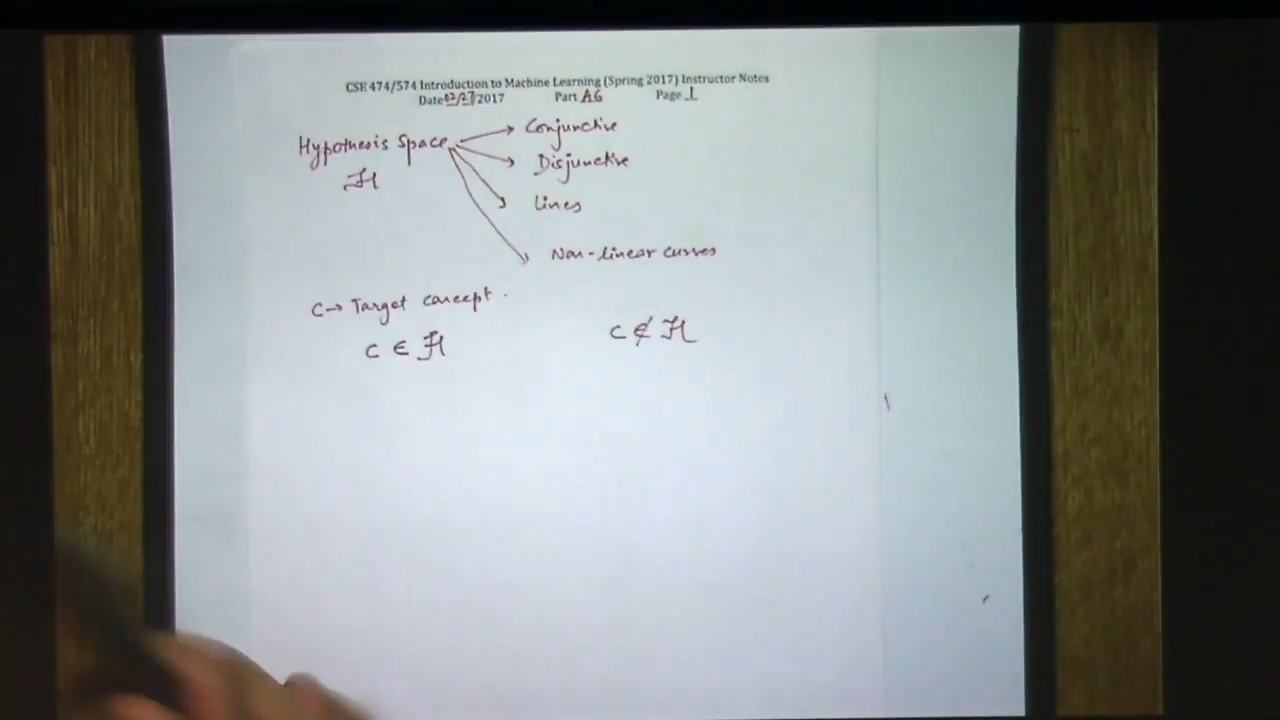 CSE 474/574 Introduction to Machine Learning (Spring 2017) Instructor Notes
Date 02/27/2017 Part A6 Page 1
Hypothesis Space
ℋ
Conjunctive
Disjunctive
Lines
Non-linear curves
C → Target concept.
C ∈ ℋ
C ∉ ℋ